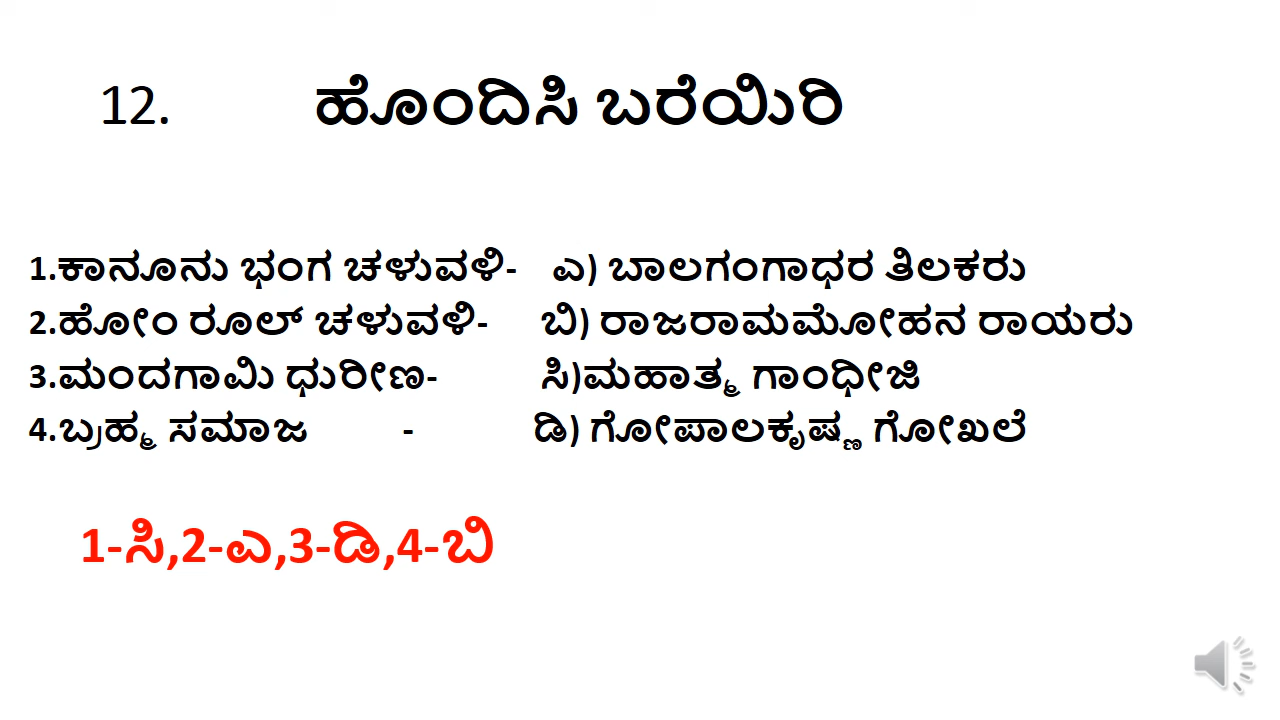 12. ಹೊಂದಿಸಿ ಬರೆಯಿರಿ
1.ಕಾನೂನು ಭಂಗ ಚಳುವಳಿ- ಎ) ಬಾಲಗಂಗಾಧರ ತಿಲಕರು
2.ಹೋಂ ರೂಲ್ ಚಳುವಳಿ- ಬಿ) ರಾಜರಾಮಮೋಹನ ರಾಯರು
3.ಮಂದಗಾಮಿ ಧುರೀಣ- ಸಿ)ಮಹಾತ್ಮ ಗಾಂಧೀಜಿ
4.ಬ್ರಹ್ಮ ಸಮಾಜ - ಡಿ) ಗೋಪಾಲಕೃಷ್ಣ ಗೋಖಲೆ
1-ಸಿ,2-ಎ,3-ಡಿ,4-ಬಿ